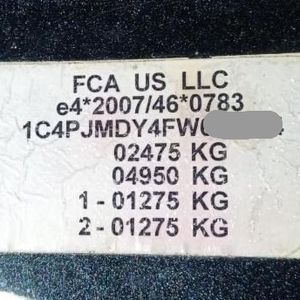 FCA US LLC
e4*2007/46*0783
1C4PJMDY4FW
02475 KG
04950 KG
1 - 01275 KG
2 - 01275 KG